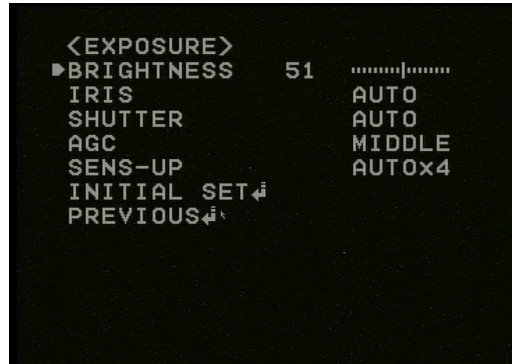 <EXPOSURE>
BRIGHTNESS 51
IRIS AUTO
SHUTTER AUTO
AGC MIDDLE
SENS-UP AUTOx4
INITIAL SET
PREVIOUS